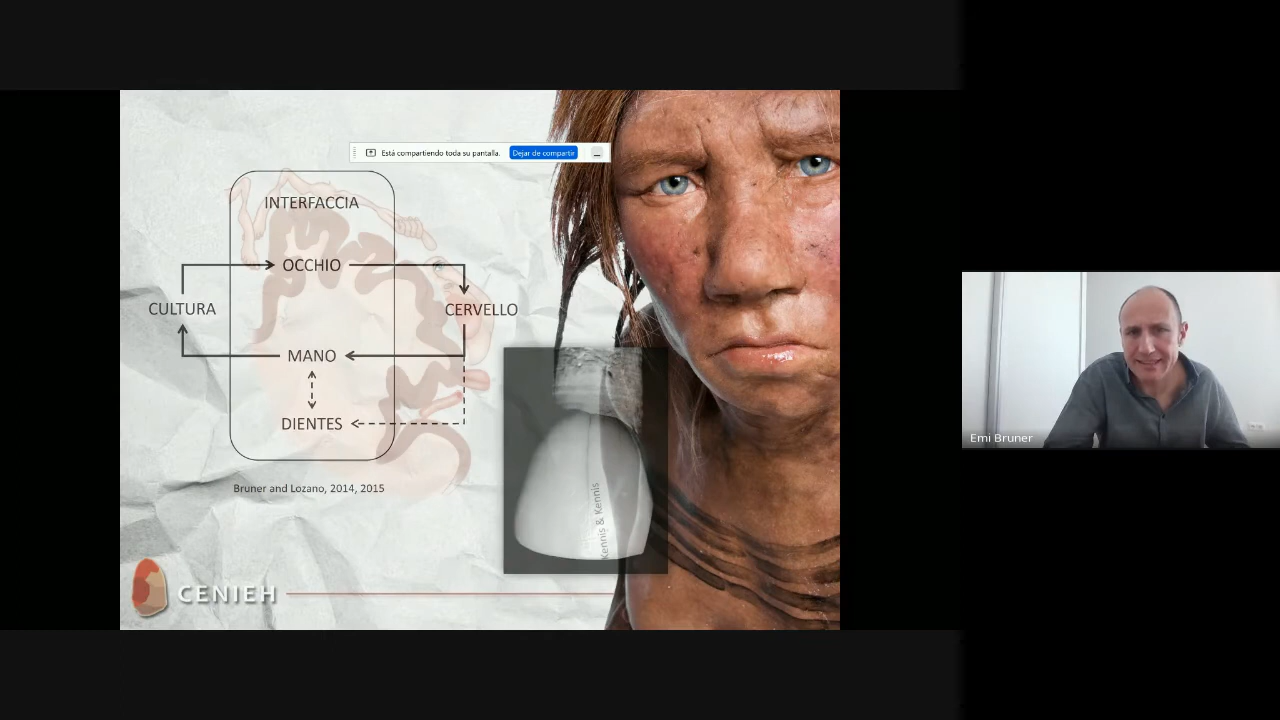 Está compartiendo toda su pantalla.
Dejar de compartir
INTERFACCIA
OCCHIO
CULTURA
CERVELLO
MANO
DIENTES
Bruner and Lozano, 2014, 2015
Kennis & Kennis
CENIEH
Emi Bruner